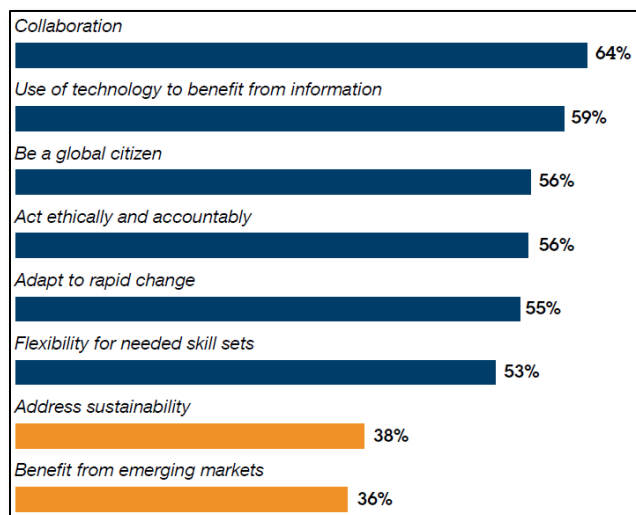 Collaboration
64%
Use of technology to benefit from information
59%
Be a global citizen
56%
Act ethically and accountably
56%
Adapt to rapid change
55%
Flexibility for needed skill sets
53%
Address sustainability
38%
Benefit from emerging markets
36%